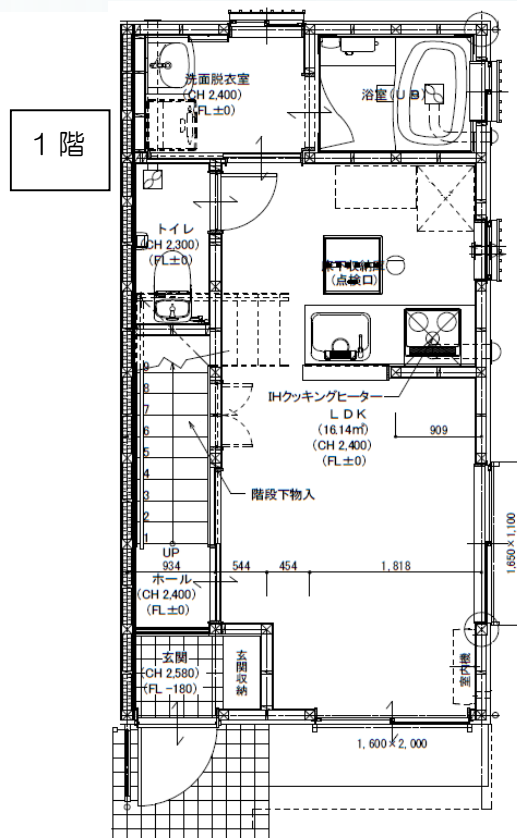 1階
洗面脱衣室
(CH 2,400)
(FL±0)
浴室(UB)
トイレ
(CH 2,300)
(FL±0)
床下収納庫
(点検口)
IHクッキングヒーター
LDK
(16.14㎡)
(CH 2,400)
(FL±0)
909
9
8
7
6
5
4
3
2
1
階段下物入
UP
934
544
454
1,818
1,650×1,100
ホール
(CH 2,400)
(FL±0)
玄関
(CH 2,580)
(FL -180)
玄関収納
室内機
1,600×2,000